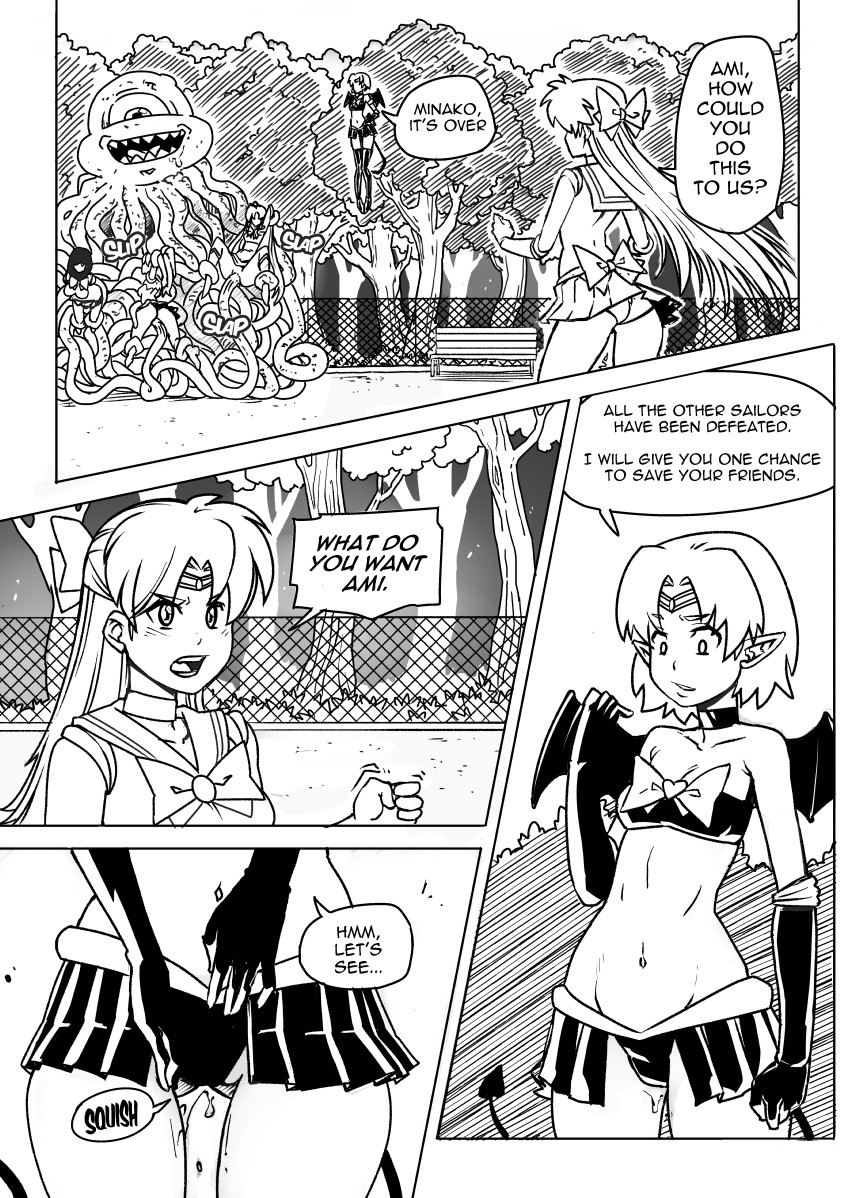 AMI,
HOW
COULD
YOU
DO
THIS
TO US?
MINAKO,
IT'S OVER
SLIP
SLAP
SLAP
WHAT DO
YOU WANT
AMI.
ALL THE OTHER SAILORS
HAVE BEEN DEFEATED.
I WILL GIVE YOU ONE CHANCE
TO SAVE YOUR FRIENDS.
HMM,
LET'S
SEE...
SQUISH